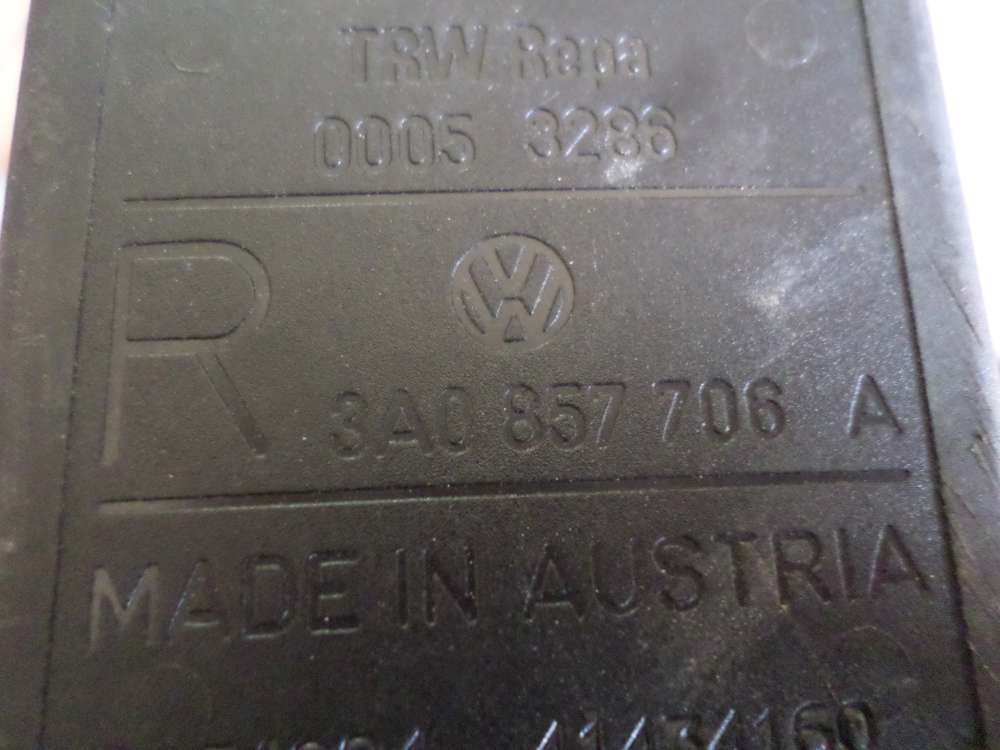 TRW Repa
0005 3286
R
3A0 857 706 A
MADE IN AUSTRIA